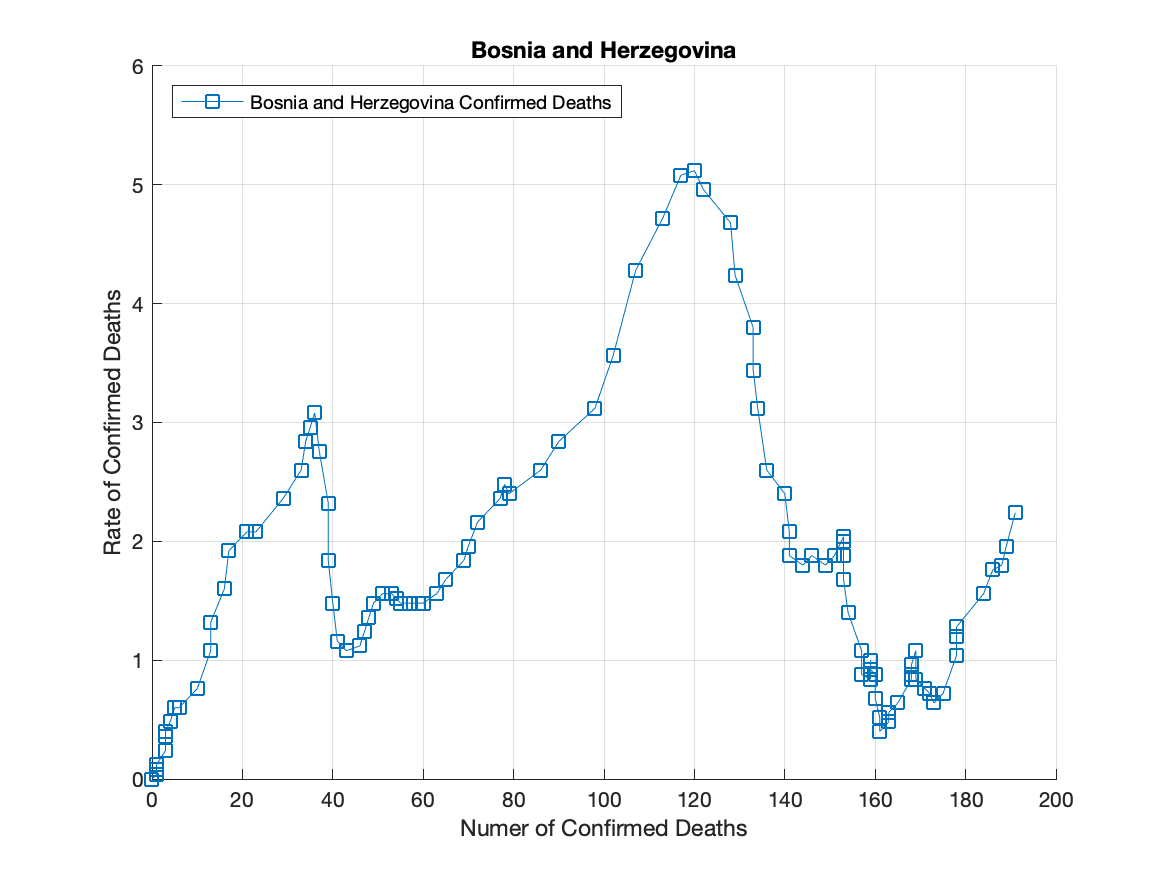 Bosnia and Herzegovina
Bosnia and Herzegovina Confirmed Deaths
6
5
4
3
2
1
0
Rate of Confirmed Deaths
0 20 40 60 80 100 120 140 160 180 200
Numer of Confirmed Deaths